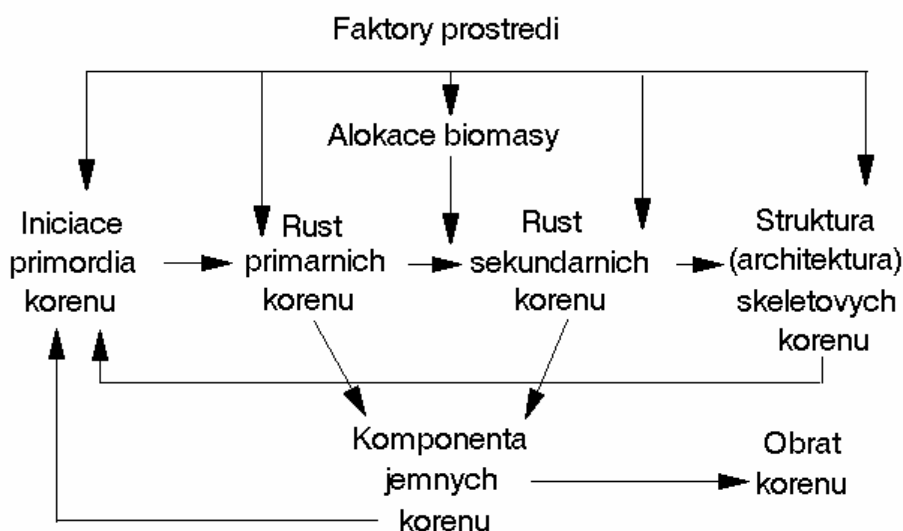 Faktory prostredi
Alokace biomasy
Iniciace
primordia
korenu
Rust
primarnich
korenu
Rust
sekundarnich
korenu
Struktura
(architektura)
skeletovych
korenu
Komponenta
jemnych
korenu
Obrat
korenu